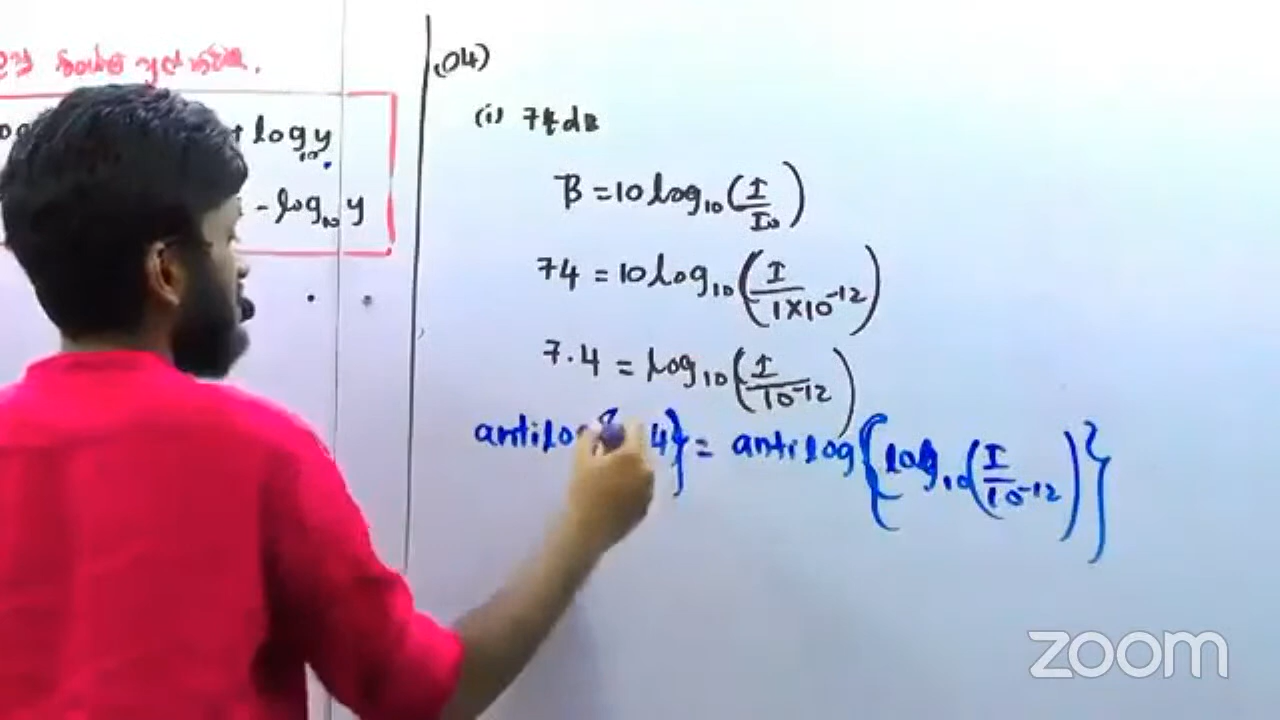 + log₁₀y
- log₁₀ y
(04)
(i) 74dB
β = 10 log₁₀ (I/I₀)
74 = 10 log₁₀ (I/1×10⁻¹²)
7.4 = log₁₀ (I/10⁻¹²)
4} = antilog{log₁₀(I/10⁻¹²)}
zoom